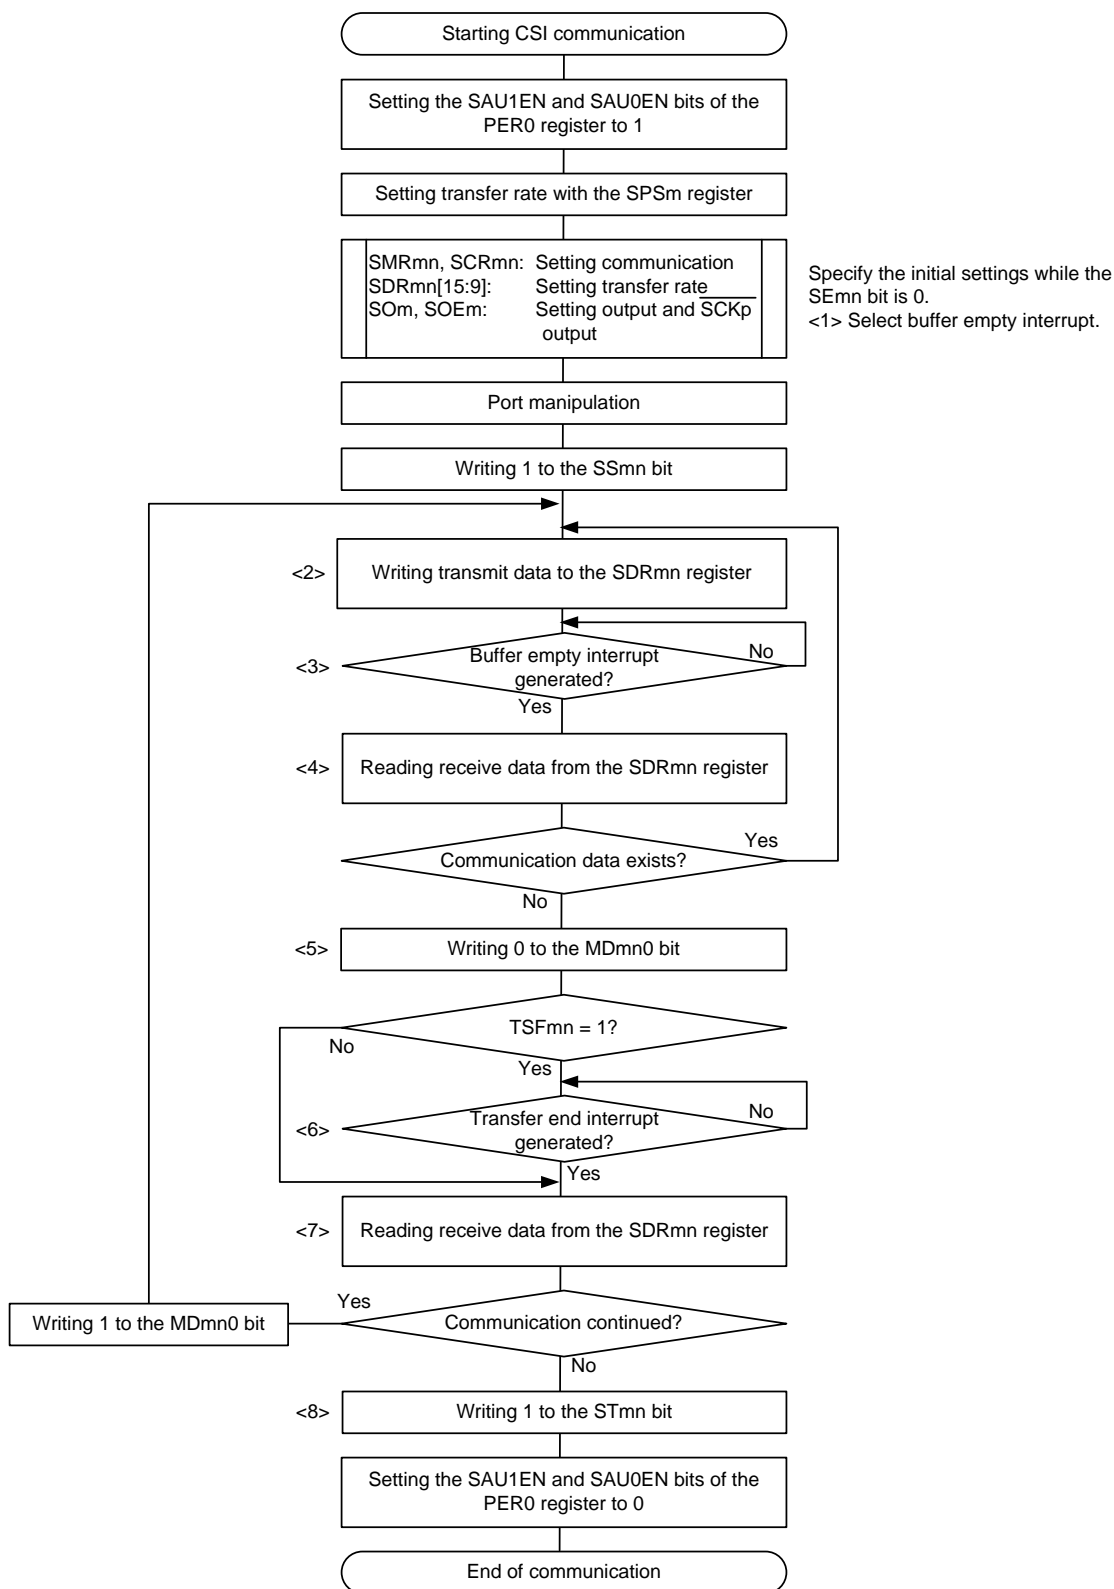 Starting CSI communication
Setting the SAU1EN and SAU0EN bits of the
PER0 register to 1
Setting transfer rate with the SPSm register
SMRmn, SCRmn: Setting communication
SDRmn[15:9]: Setting transfer rate
SOm, SOEm: Setting output and SCKp
output
Specify the initial settings while the
SEmn bit is 0.
<1> Select buffer empty interrupt.
Port manipulation
Writing 1 to the SSmn bit
<2> Writing transmit data to the SDRmn register
<3> Buffer empty interrupt
generated?
No
Yes
<4> Reading receive data from the SDRmn register
Communication data exists?
Yes
No
<5> Writing 0 to the MDmn0 bit
TSFmn = 1?
No
Yes
<6> Transfer end interrupt
generated?
No
Yes
<7> Reading receive data from the SDRmn register
Communication continued?
Yes
Writing 1 to the MDmn0 bit
No
<8> Writing 1 to the STmn bit
Setting the SAU1EN and SAU0EN bits of the
PER0 register to 0
End of communication